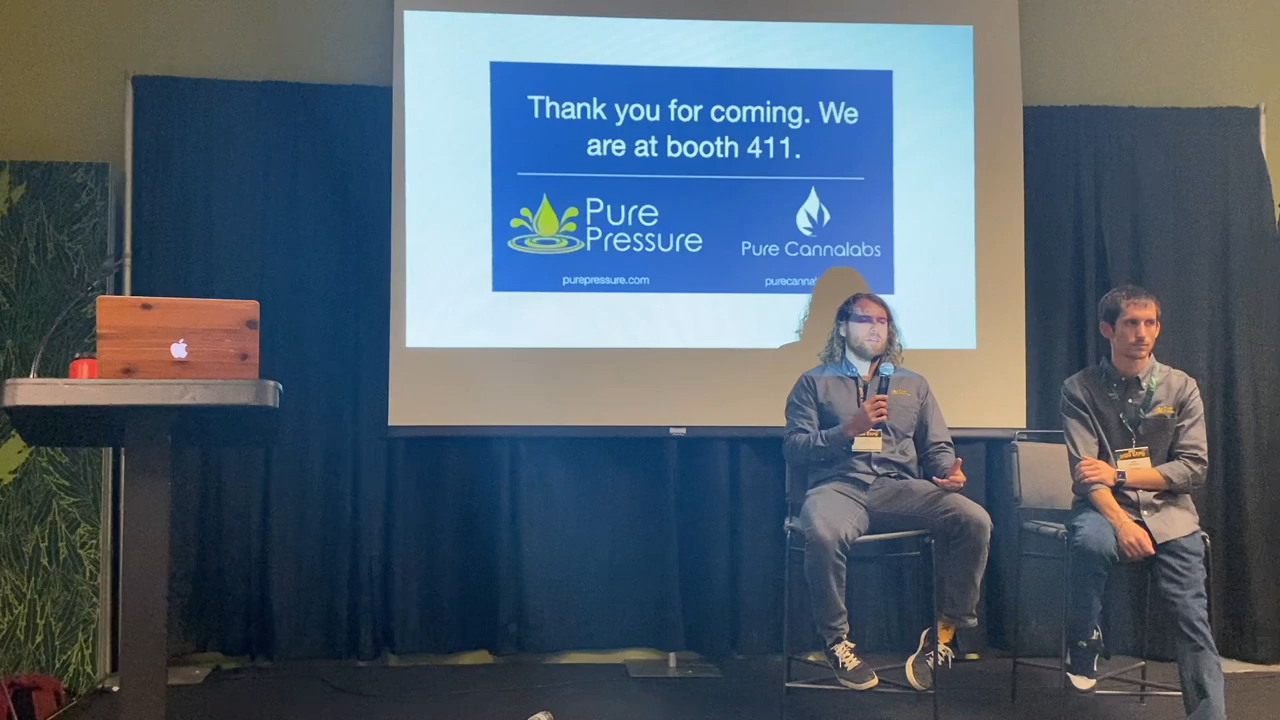 Thank you for coming. We
are at booth 411.
Pure
Pressure
Pure Cannalabs
purepressure.com